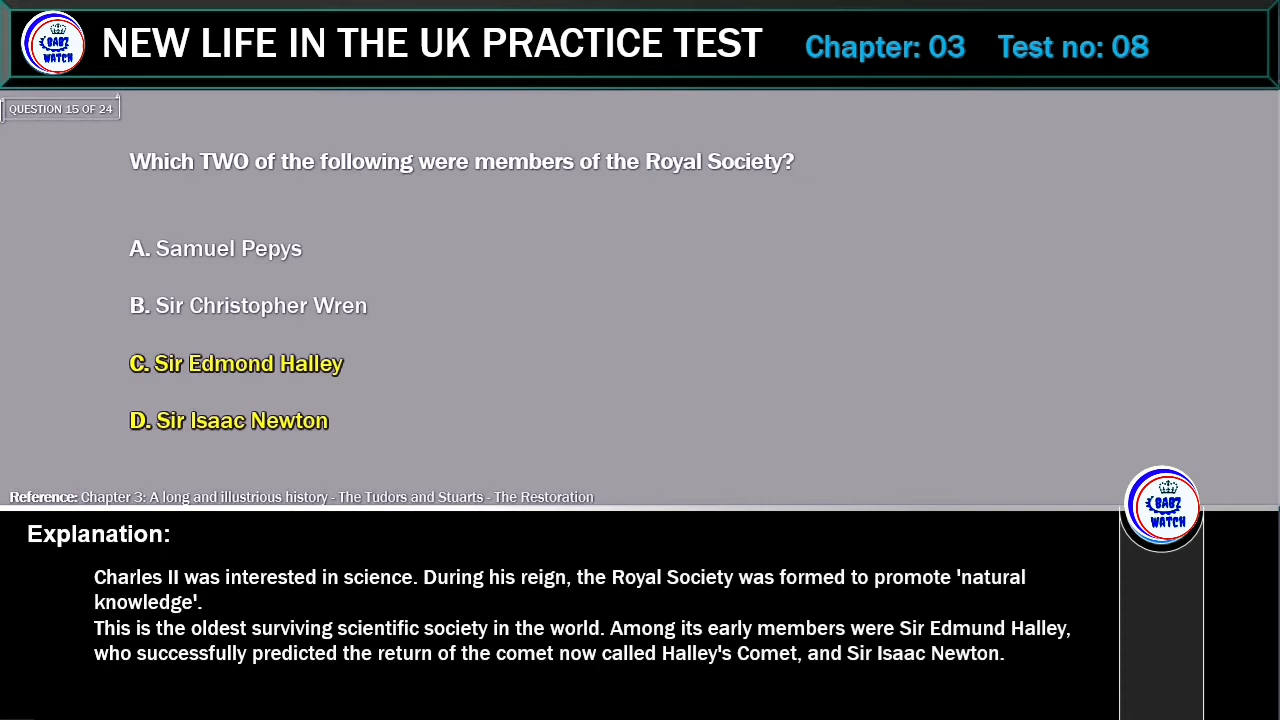 BABZ
WATCH
NEW LIFE IN THE UK PRACTICE TEST
Chapter: 03
Test no: 08
QUESTION 15 OF 24
Which TWO of the following were members of the Royal Society?
A. Samuel Pepys
B. Sir Christopher Wren
C. Sir Edmond Halley
D. Sir Isaac Newton
Reference: Chapter 3: A long and illustrious history - The Tudors and Stuarts - The Restoration
BABZ
WATCH
Explanation:
Charles II was interested in science. During his reign, the Royal Society was formed to promote 'natural
knowledge'.
This is the oldest surviving scientific society in the world. Among its early members were Sir Edmund Halley,
who successfully predicted the return of the comet now called Halley's Comet, and Sir Isaac Newton.